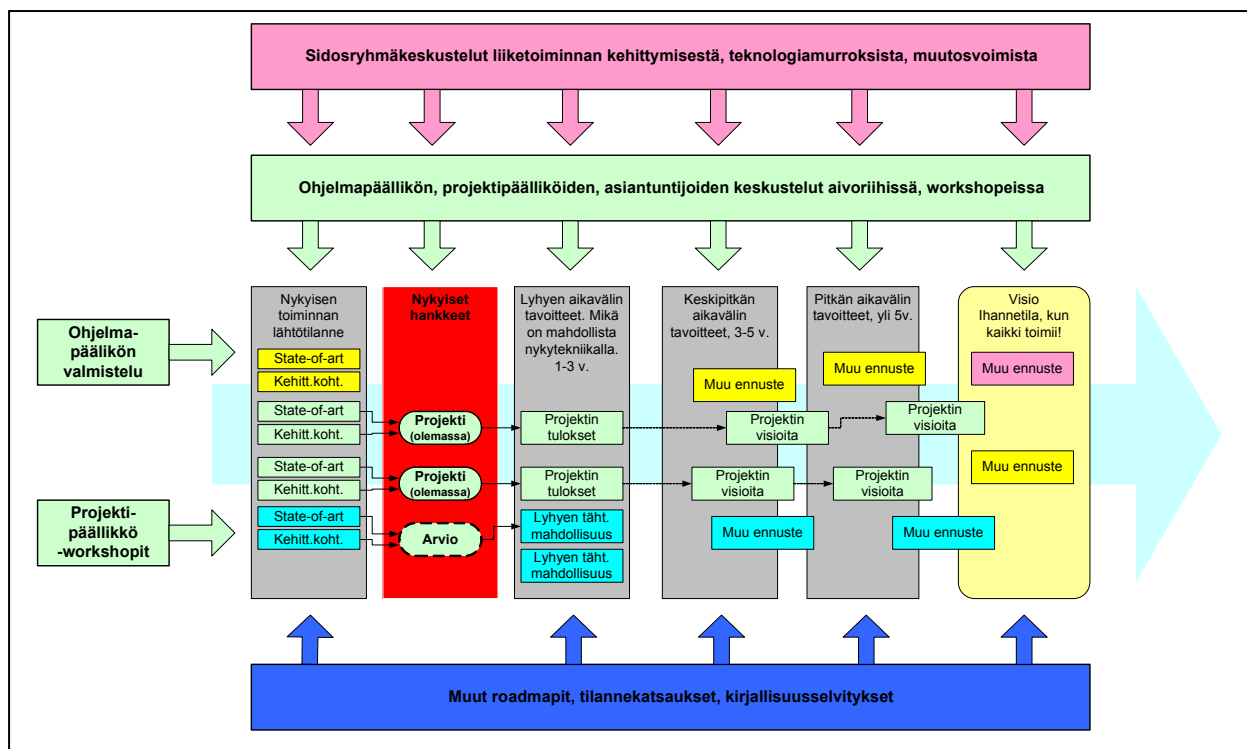 Sidosryhmäkeskustelut liiketoiminnan kehittymisestä, teknologiamurroksista, muutosvoimista
Ohjelmapäällikön, projektipäälliköiden, asiantuntijoiden keskustelut aivoriihissä, workshopeissa
Ohjelma-
päälikön
valmistelu
Projekti-
päällikkö
-workshopit
Nykyisen
toiminnan
lähtötilanne
State-of-art
Kehitt.koht.
State-of-art
Kehitt.koht.
State-of-art
Kehitt.koht.
State-of-art
Kehitt.koht.
Nykyiset
hankkeet
Projekti
(olemassa)
Projekti
(olemassa)
Arvio
Lyhyen aikavälin
tavoitteet. Mikä
on mahdollista
nykytekniikalla.
1-3 v.
Projektin
tulokset
Projektin
tulokset
Lyhyen täht.
mahdollisuus
Lyhyen täht.
mahdollisuus
Keskipitkän
aikavälin
tavoitteet, 3-5 v.
Muu ennuste
Projektin
visioita
Projektin
visioita
Muu ennuste
Pitkän aikavälin
tavoitteet, yli 5v.
Muu ennuste
Projektin
visioita
Projektin
visioita
Muu ennuste
Visio
Ihannetila, kun
kaikki toimii!
Muu ennuste
Muu ennuste
Muut roadmapit, tilannekatsaukset, kirjallisuusselvitykset